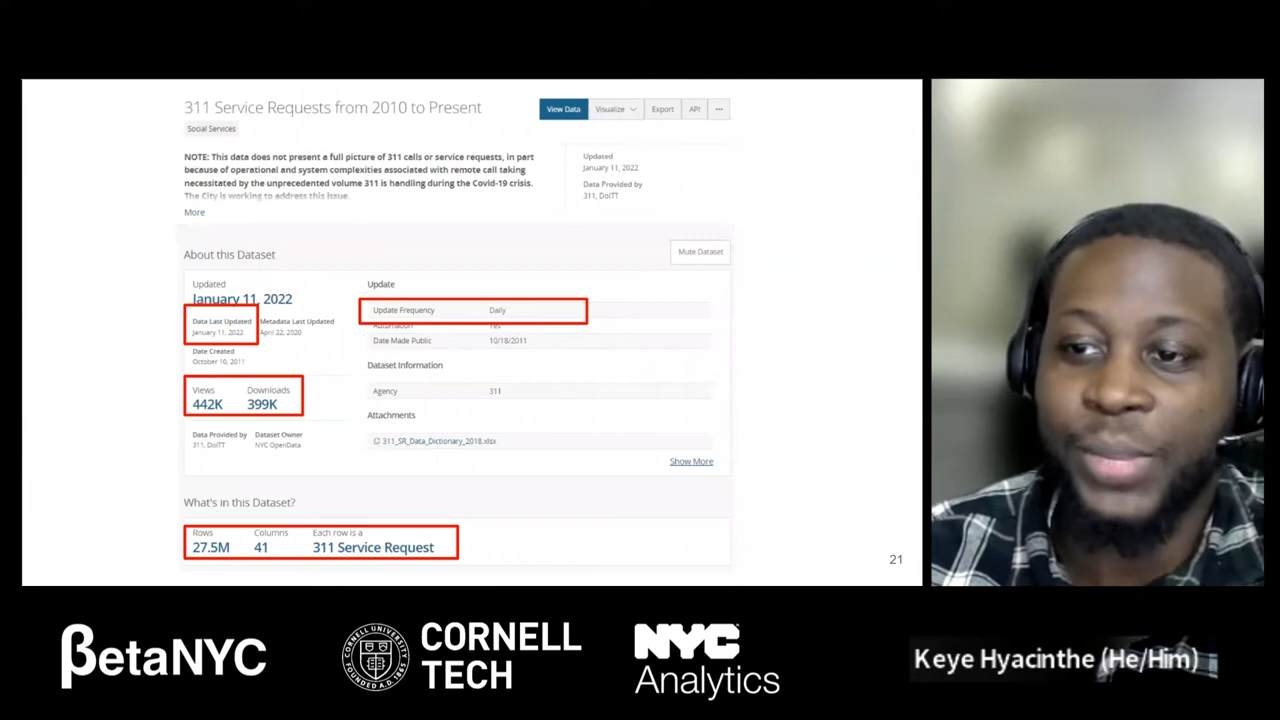 311 Service Requests from 2010 to Present
View Data
Visualize
Export
API
...
Social Services
NOTE: This data does not present a full picture of 311 calls or service requests, in part
because of operational and system complexities associated with remote call taking
necessitated by the unprecedented volume 311 is handling during the Covid-19 crisis.
The City is working to address this issue.
More
Updated
January 11, 2022
Data Provided by
311, DoITT
About this Dataset
Mute Dataset
Updated
January 11, 2022
Data Last Updated
January 11, 2022
Metadata Last Updated
April 22, 2020
Date Created
October 10, 2011
Views
442K
Downloads
399K
Data Provided by
311, DoITT
Dataset Owner
NYC OpenData
Update
Update Frequency Daily
Automation Yes
Date Made Public 10/18/2011
Dataset Information
Agency 311
Attachments
311_SR_Data_Dictionary_2018.xlsx
Show More
What's in this Dataset?
Rows
27.5M
Columns
41
Each row is a
311 Service Request
21
βetaNYC
CORNELL UNIVERSITY
FOUNDED A.D. 1865
CORNELL
TECH
NYC
Analytics
Keye Hyacinthe (He/Him)